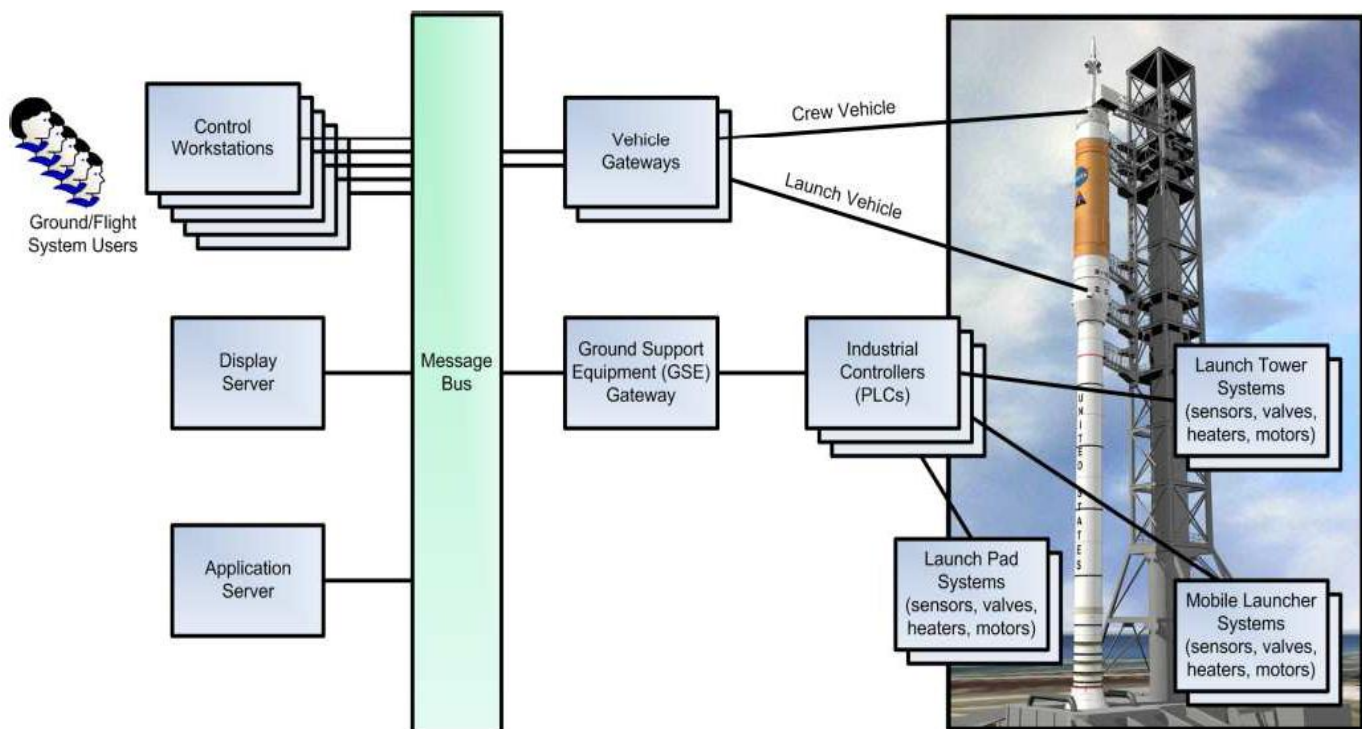 Control
Workstations
Ground/Flight
System Users
Message
Bus
Vehicle
Gateways
Crew Vehicle
Launch Vehicle
Display
Server
Ground Support
Equipment (GSE)
Gateway
Industrial
Controllers
(PLCs)
Launch Tower
Systems
(sensors, valves,
heaters, motors)
Application
Server
Launch Pad
Systems
(sensors, valves,
heaters, motors)
Mobile Launcher
Systems
(sensors, valves,
heaters, motors)
UNITED STATES